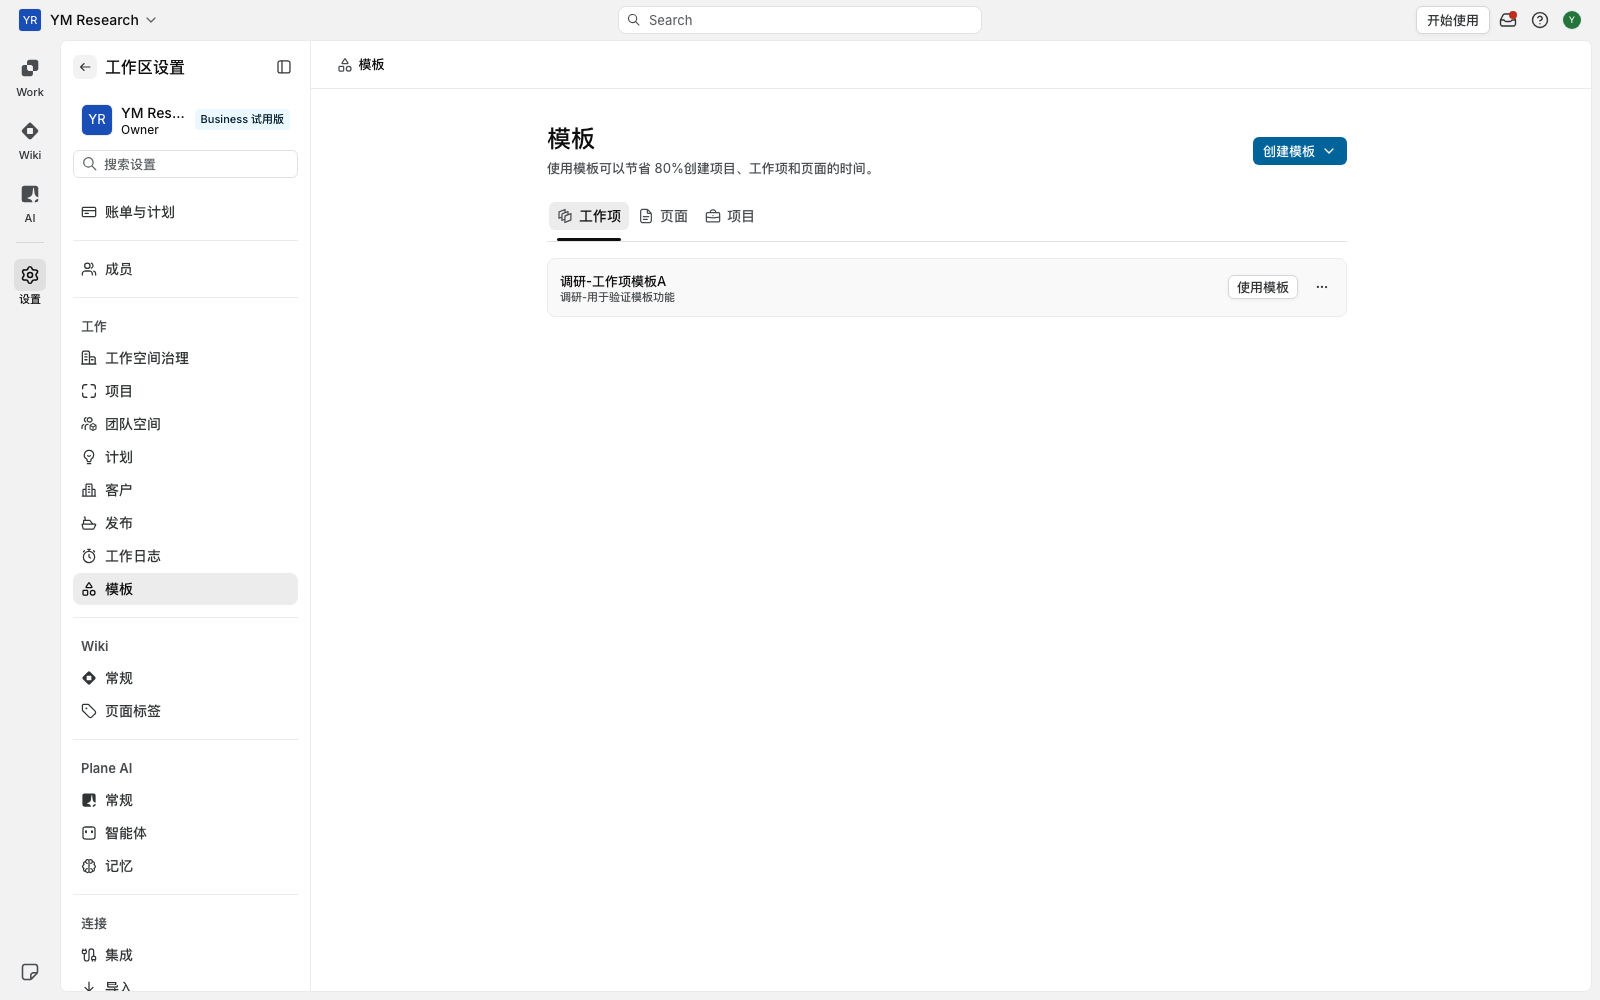 YR YM Research
Search
开始使用
Y
Work
Wiki
AI
设置
工作区设置
YR
YM Res...
Owner
Business 试用版
搜索设置
账单与计划
成员
工作
工作空间治理
项目
团队空间
计划
客户
发布
工作日志
模板
Wiki
常规
页面标签
Plane AI
常规
智能体
记忆
连接
集成
导入
模板
模板
使用模板可以节省 80%创建项目、工作项和页面的时间。
创建模板
工作项 页面 项目
调研-工作项模板A
调研-用于验证模板功能
使用模板